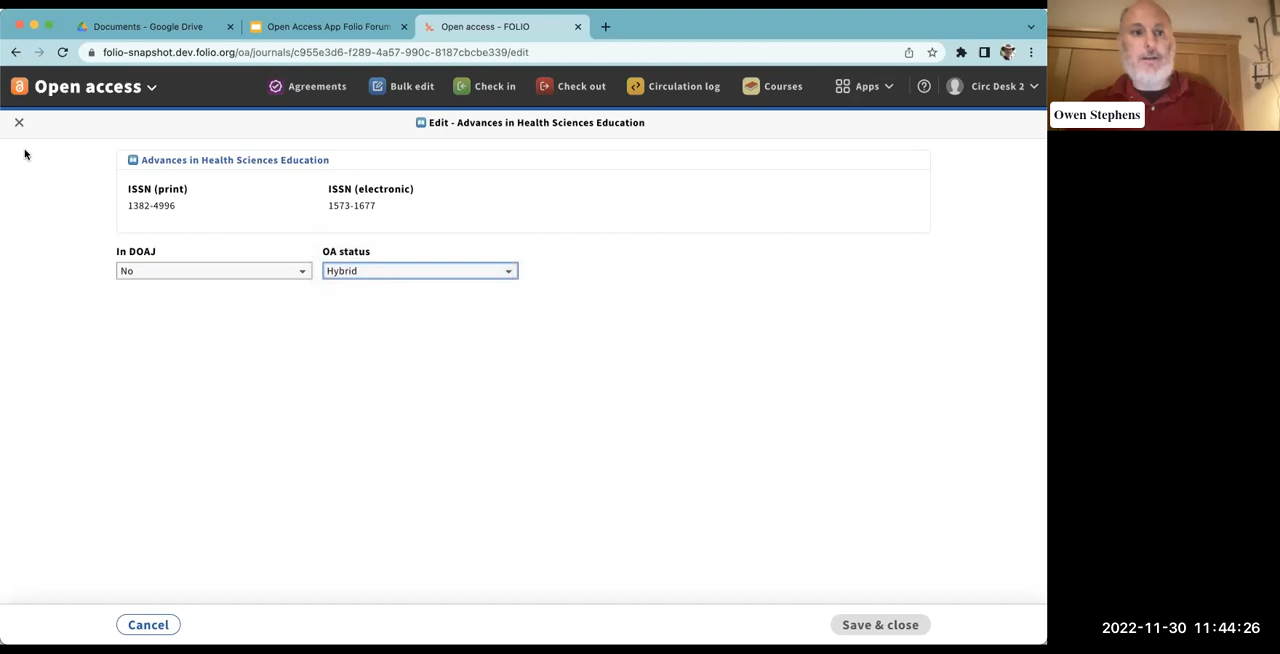 Documents - Google Drive
Open Access App Folio Forum
Open access - FOLIO
folio-snapshot.dev.folio.org/oa/journals/c955e3d6-f289-4a57-990c-8187cbcbe339/edit
Open access
Agreements
Bulk edit
Check in
Check out
Circulation log
Courses
Apps
Circ Desk 2
Edit - Advances in Health Sciences Education
Advances in Health Sciences Education
ISSN (print)
ISSN (electronic)
1382-4996
1573-1677
In DOAJ
OA status
No
Hybrid
Cancel
Save & close
Owen Stephens
2022-11-30 11:44:26